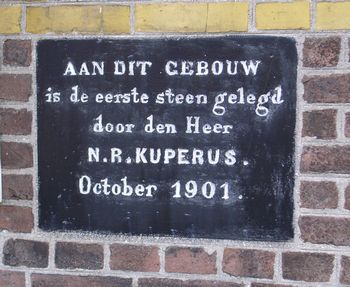 AAN DIT GEBOUW
is de eerste steen gelegd
door den Heer
N.R.KUPERUS.
October 1901.